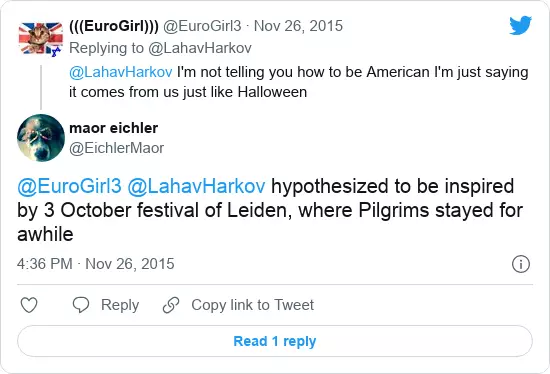 (((EuroGirl))) @EuroGirl3 · Nov 26, 2015
Replying to @LahavHarkov
@LahavHarkov I'm not telling you how to be American I'm just saying
it comes from us just like Halloween
maor eichler
@EichlerMaor
@EuroGirl3 @LahavHarkov hypothesized to be inspired
by 3 October festival of Leiden, where Pilgrims stayed for
awhile
4:36 PM · Nov 26, 2015
Reply
Copy link to Tweet
Read 1 reply